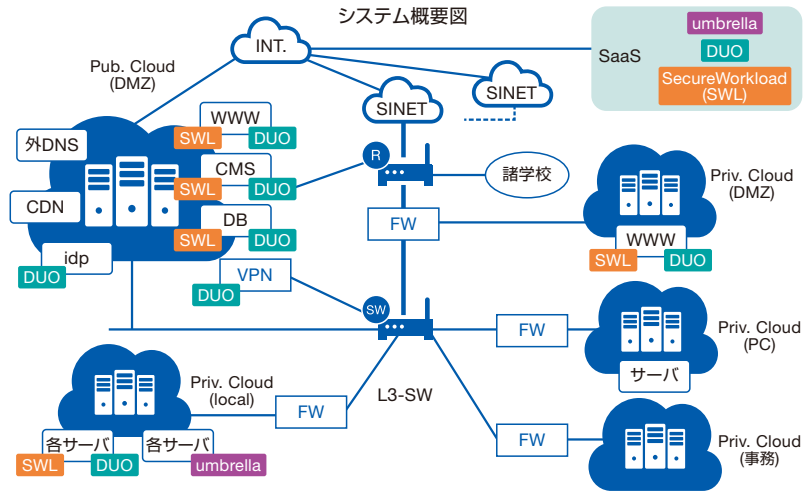 システム概要図
umbrella
DUO
SaaS
SecureWorkload
(SWL)
INT.
Pub. Cloud
(DMZ)
SINET
SINET
外DNS
CDN
idp
DUO
WWW
SWL
DUO
CMS
SWL
DUO
DB
SWL
DUO
VPN
DUO
R
諸学校
FW
Priv. Cloud
(DMZ)
WWW
SWL
DUO
SW
L3-SW
FW
Priv. Cloud
(PC)
サーバ
Priv. Cloud
(local)
FW
各サーバ
SWL
DUO
各サーバ
umbrella
FW
Priv. Cloud
(事務)